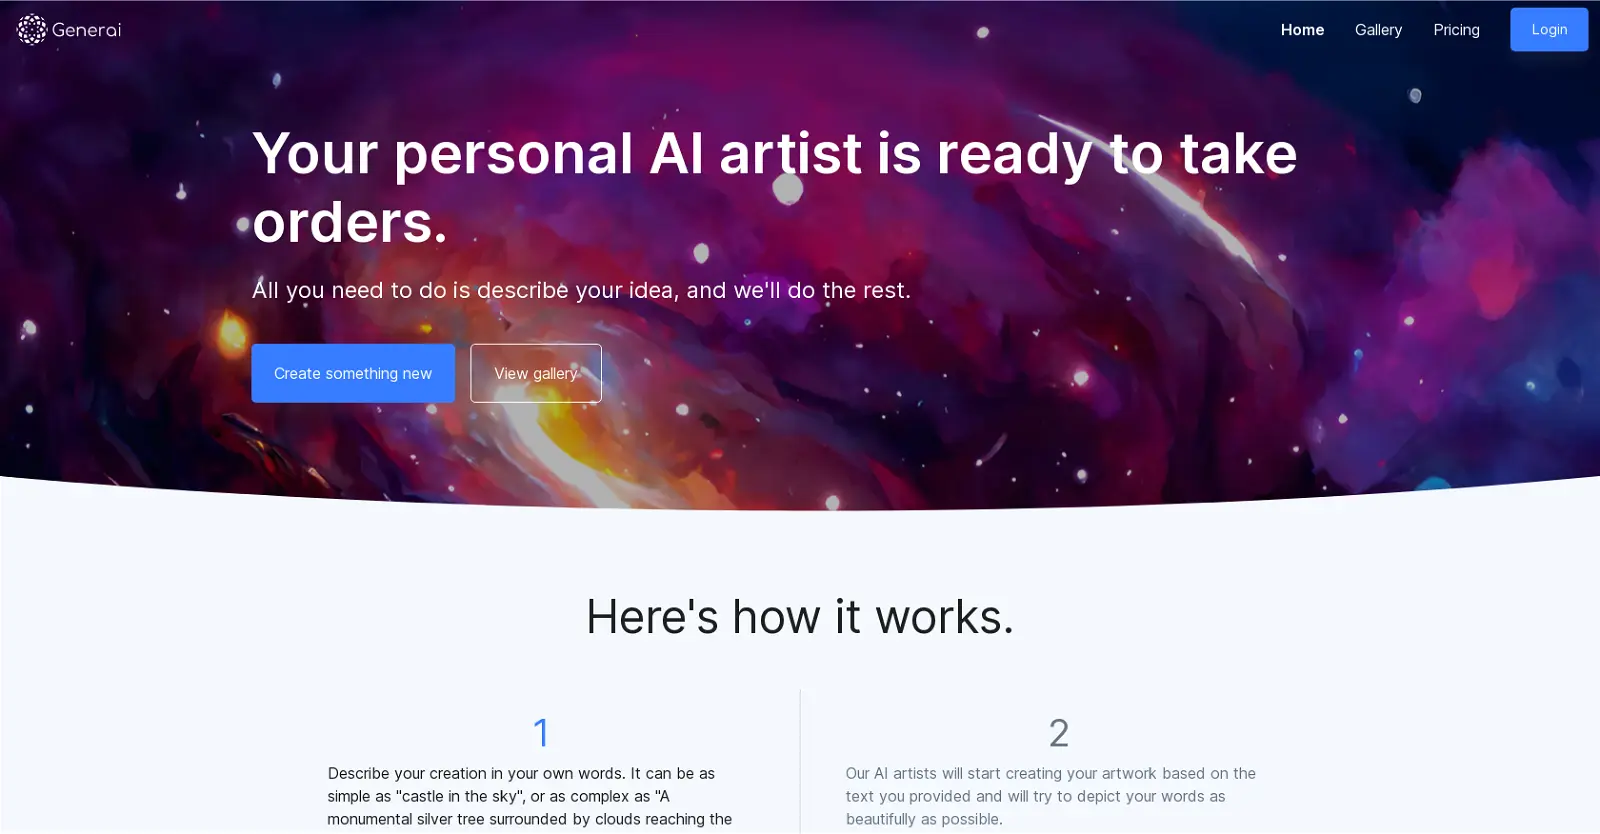 Generai
Home
Gallery
Pricing
Login
Your personal AI artist is ready to take
orders.
All you need to do is describe your idea, and we'll do the rest.
Create something new
View gallery
Here's how it works.
1
Describe your creation in your own words. It can be as
simple as "castle in the sky", or as complex as "A
monumental silver tree surrounded by clouds reaching the
2
Our AI artists will start creating your artwork based on the
text you provided and will try to depict your words as
beautifully as possible.